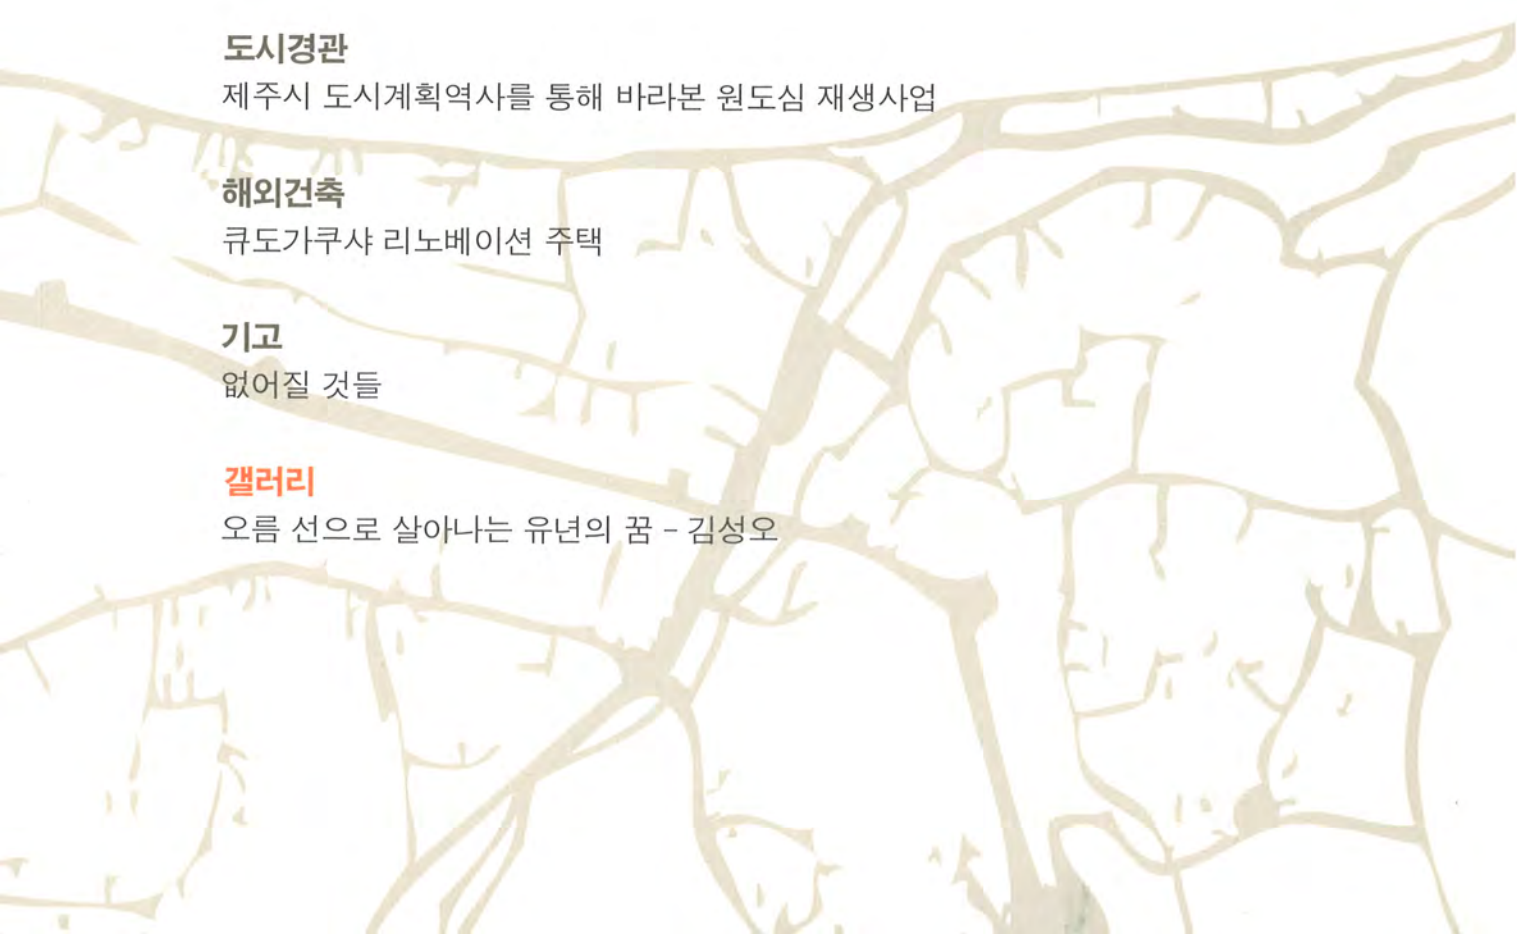 도시경관
제주시 도시계획역사를 통해 바라본 원도심 재생사업
해외건축
큐도가쿠샤 리노베이션 주택
기고
없어질 것들
갤러리
오름 선으로 살아나는 유년의 꿈 – 김성오